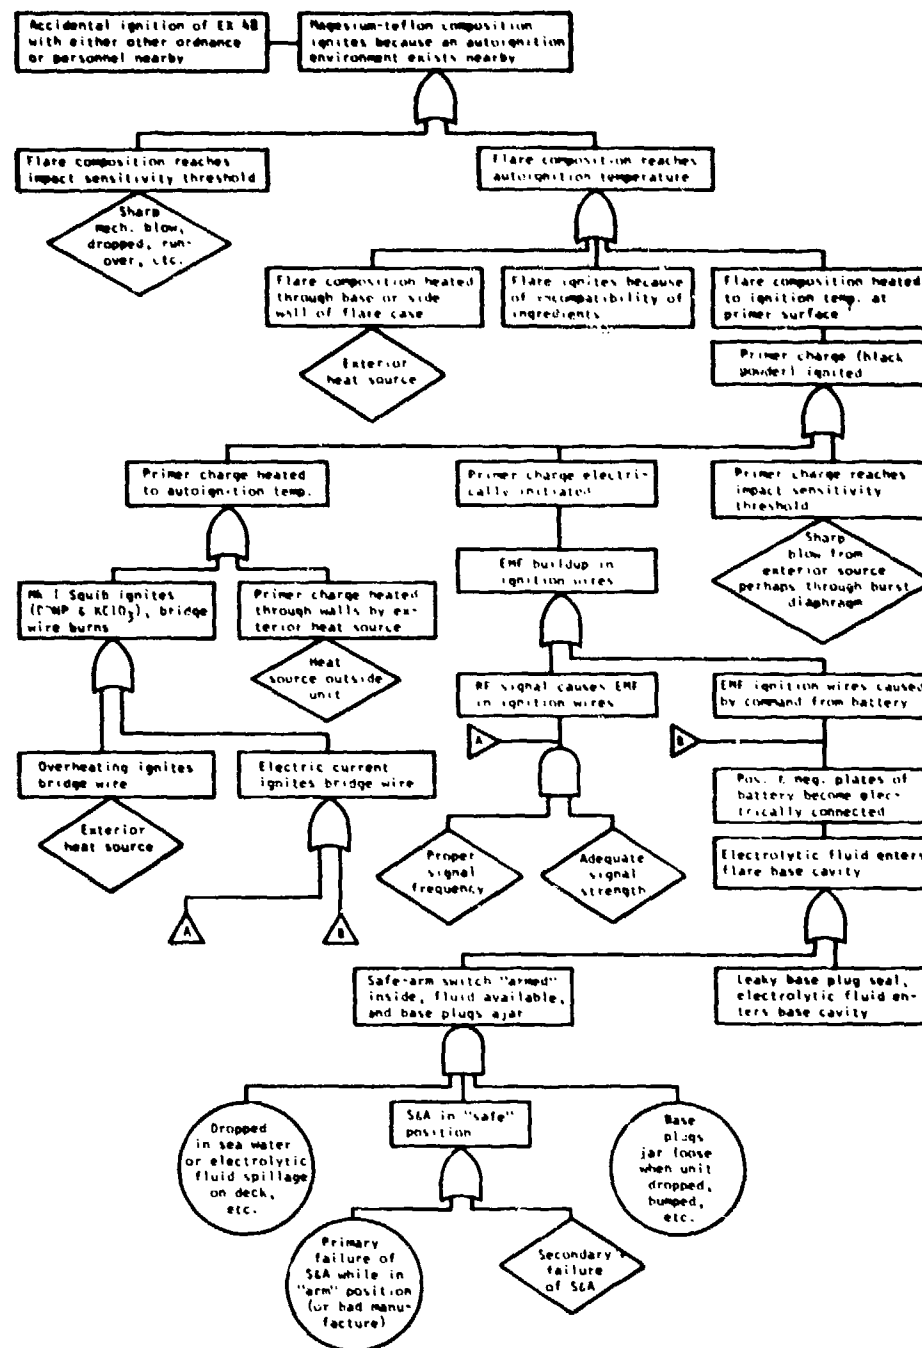 Accidental ignition of EX 48
with either other ordnance
or personnel nearby
Magesium-teflon composition
ignites because an autoignition
environment exists nearby
Flare composition reaches
impact sensitivity threshold
Flare composition reaches
autoignition temperature
Sharp
mech. blow,
dropped, run-
over, etc.
Flare composition heated
through base or side
wall of flare case
Flare ignites because
of incompatibility of
ingredients
Flare composition heated
to ignition temp. at
primer surface
Exterior
heat source
Primer charge (black
powder) ignited
Primer charge heated
to autoignition temp.
Primer charge electri-
cally initiated
Primer charge reaches
impact sensitivity
threshold
EMF buildup in
ignition wires
Sharp
blow from
exterior source
perhaps through burst
diaphragm
Squib ignites
& KClO3), bridge
wire burns
Primer charge heated
through walls by ex-
terior heat source
Heat
source outside
unit
RF signal causes EMF
in ignition wires
EMF ignition wires caused
by command from battery
A
B
Overheating ignites
bridge wire
Electric current
ignites bridge wire
Pos. & neg. plates of
battery become elec-
trically connected
Exterior
heat source
Proper
signal
frequency
Adequate
signal
strength
Electrolytic fluid enters
flare base cavity
A
B
Safe-arm switch "armed"
inside, fluid available,
and base plugs ajar
Leaky base plug seal,
electrolytic fluid en-
ters base cavity
Dropped
in sea water
or electrolytic
fluid spillage
on deck,
etc.
S&A in "safe"
position
Base
plugs
jar loose
when unit
dropped,
bumped,
etc.
Primary
failure of
S&A while in
"arm" position
(or bad manu-
facture)
Secondary
failure
of S&A